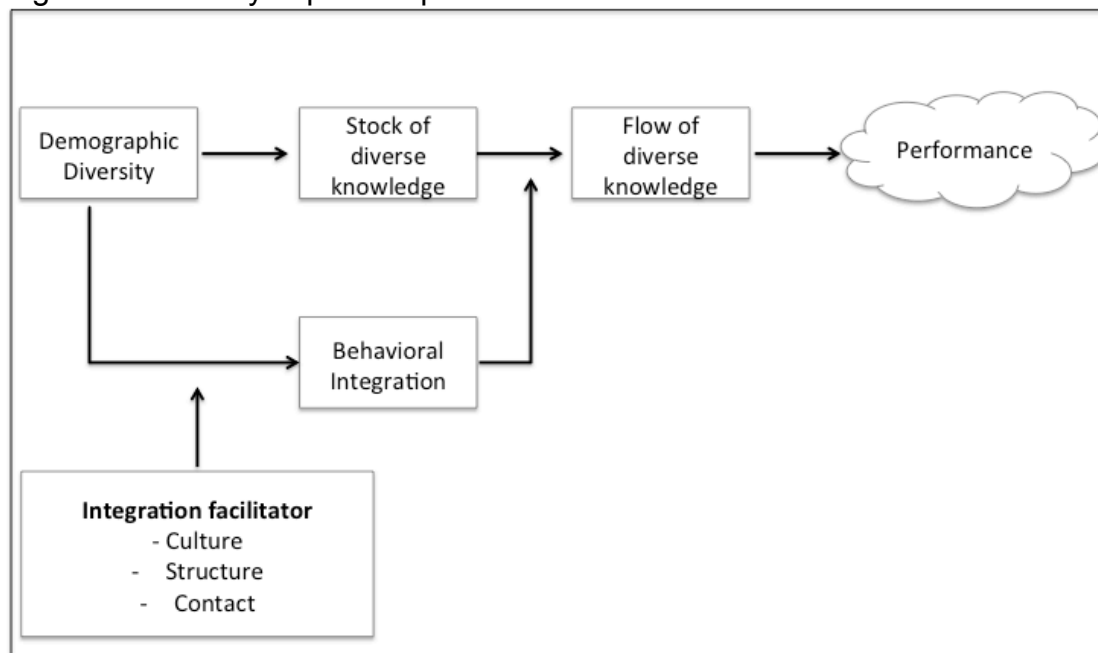 Demographic
Diversity
Stock of
diverse
knowledge
Flow of
diverse
knowledge
Performance
Behavioral
Integration
Integration facilitator
- Culture
- Structure
- Contact